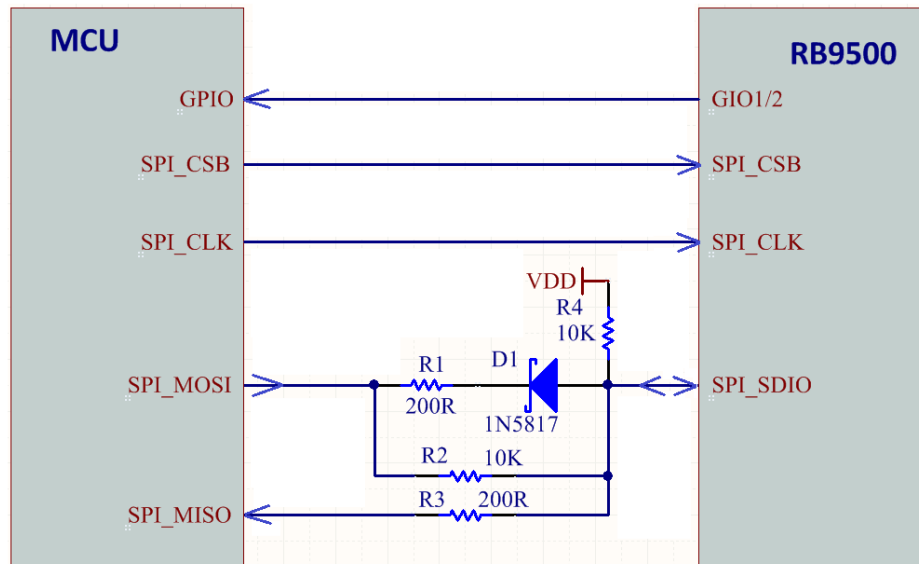 MCU
RB9500
GPIO
GIO1/2
SPI_CSB
SPI_CSB
SPI_CLK
SPI_CLK
VDD
R4
10K
R1
200R
D1
1N5817
SPI_MOSI
SPI_SDIO
R2
10K
R3
200R
SPI_MISO